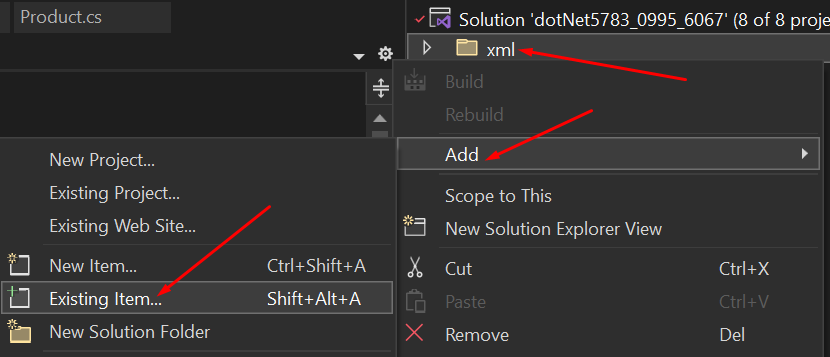 Product.cs
Solution 'dotNet5783_0995_6067' (8 of 8 proje
xml
Build
Rebuild
Add
Scope to This
New Solution Explorer View
Cut Ctrl+X
Paste Ctrl+V
Remove Del
New Project...
Existing Project...
Existing Web Site...
New Item... Ctrl+Shift+A
Existing Item... Shift+Alt+A
New Solution Folder